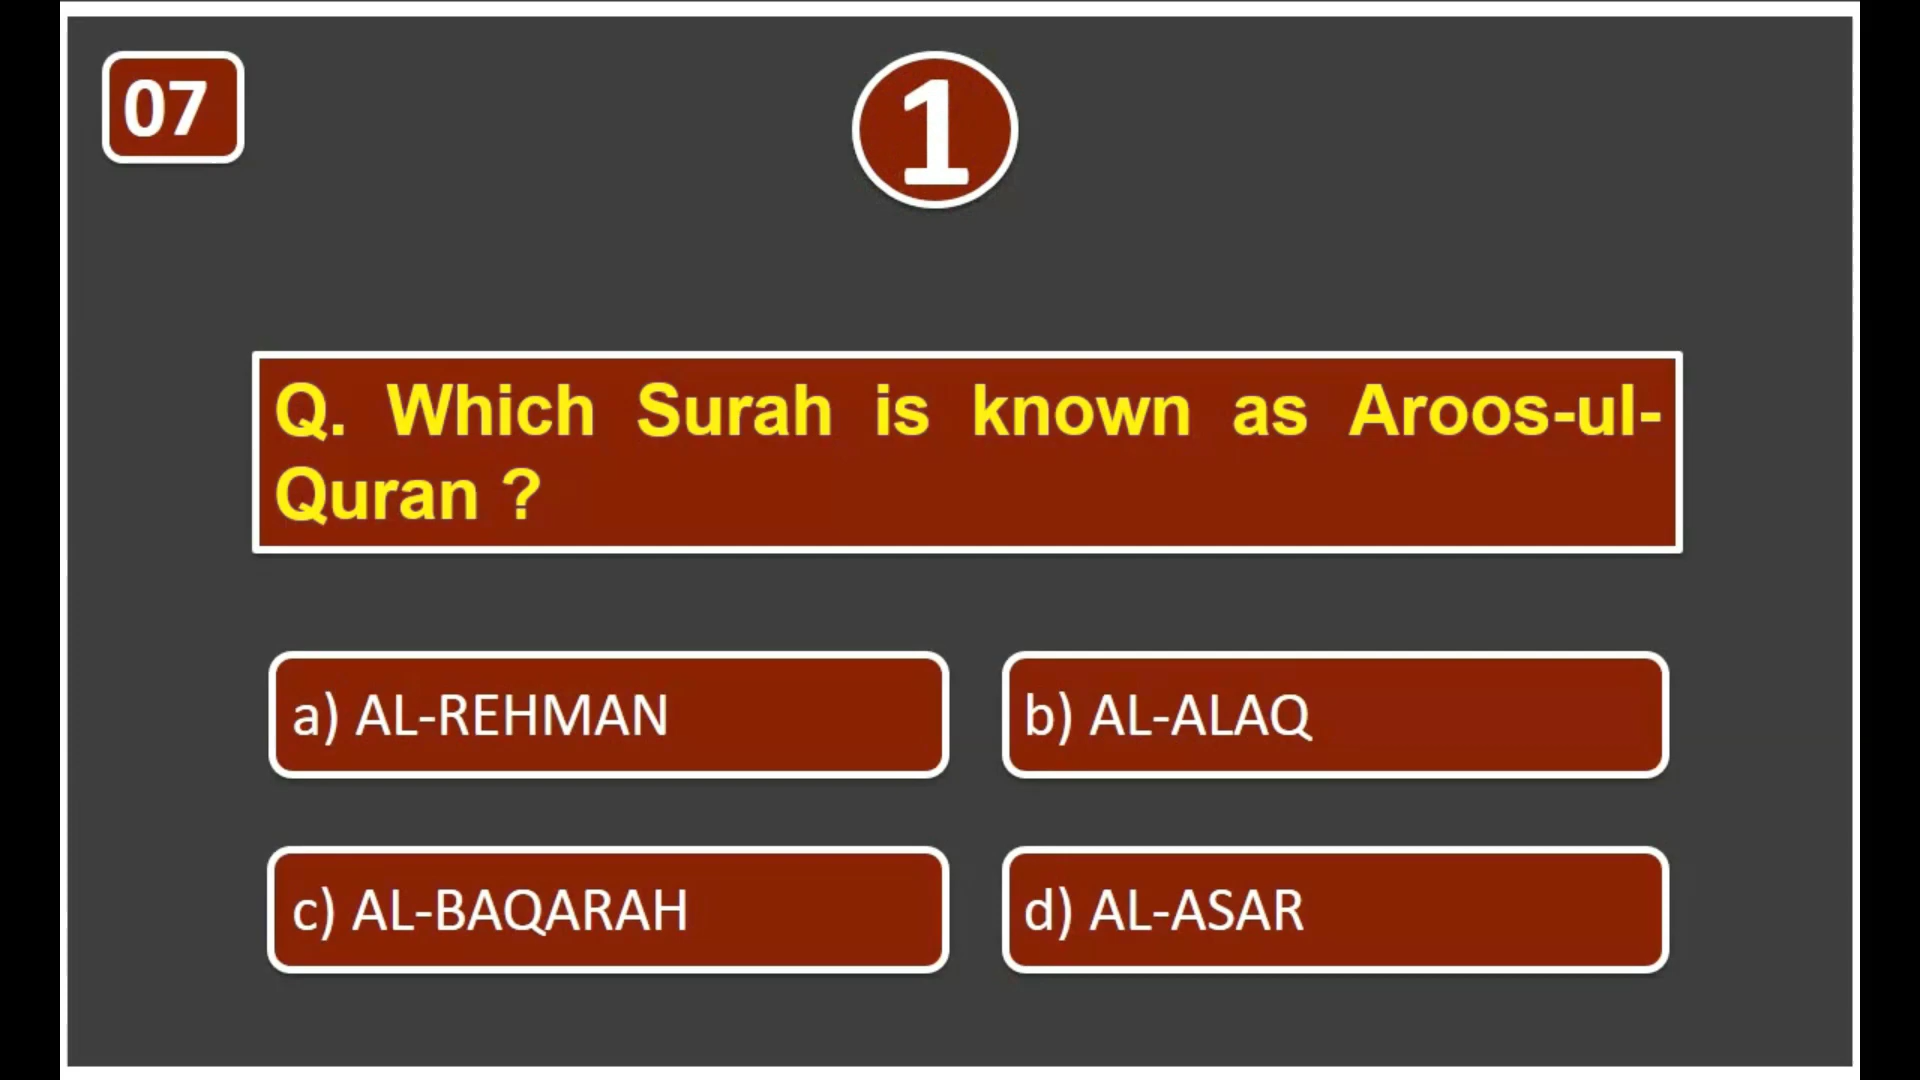 07
1
Q. Which Surah is known as Aroos-ul-
Quran ?
a) AL-REHMAN
b) AL-ALAQ
c) AL-BAQARAH
d) AL-ASAR